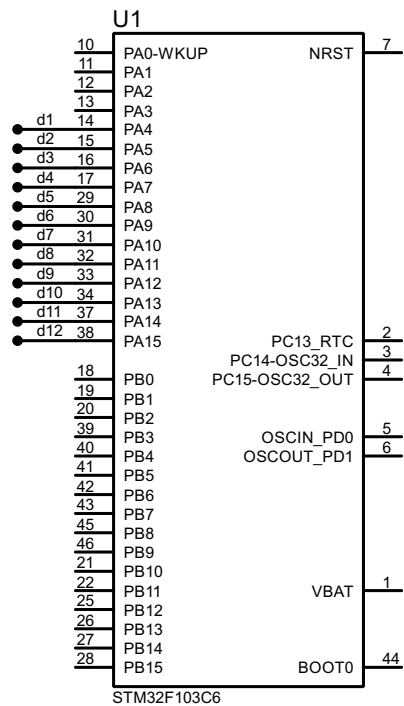 U1
10 PA0-WKUP NRST 7
11 PA1
12 PA2
13 PA3
d1 14 PA4
d2 15 PA5
d3 16 PA6
d4 17 PA7
d5 29 PA8
d6 30 PA9
d7 31 PA10
d8 32 PA11
d9 33 PA12
d10 34 PA13
d11 37 PA14
d12 38 PA15 PC13_RTC 2
PC14-OSC32_IN 3
18 PB0 PC15-OSC32_OUT 4
19 PB1
20 PB2
39 PB3 OSCIN_PD0 5
40 PB4 OSCOUT_PD1 6
41 PB5
42 PB6
43 PB7
45 PB8
46 PB9
21 PB10
22 PB11 VBAT 1
25 PB12
26 PB13
27 PB14
28 PB15 BOOT0 44
STM32F103C6